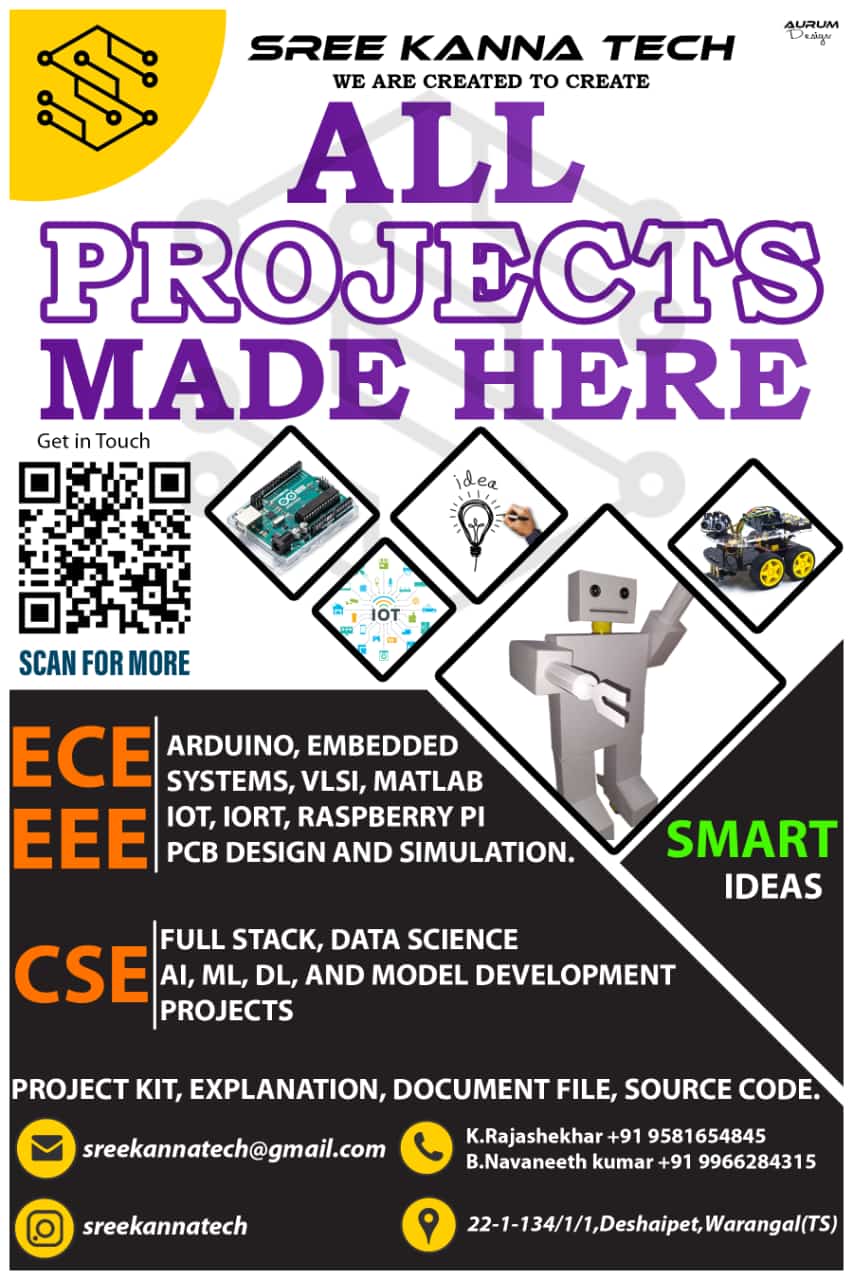 AURUM
Design
SREE KANNA TECH
WE ARE CREATED TO CREATE
ALL
PROJECTS
MADE HERE
Get in Touch
SCAN FOR MORE
idea
IOT
ECE
EEE
ARDUINO, EMBEDDED
SYSTEMS, VLSI, MATLAB
IOT, IORT, RASPBERRY PI
PCB DESIGN AND SIMULATION.
SMART
IDEAS
CSE
FULL STACK, DATA SCIENCE
AI, ML, DL, AND MODEL DEVELOPMENT
PROJECTS
PROJECT KIT, EXPLANATION, DOCUMENT FILE, SOURCE CODE.
sreekannatech@gmail.com
K.Rajashekhar +91 9581654845
B.Navaneeth kumar +91 9966284315
sreekannatech
22-1-134/1/1,Deshaipet,Warangal(TS)